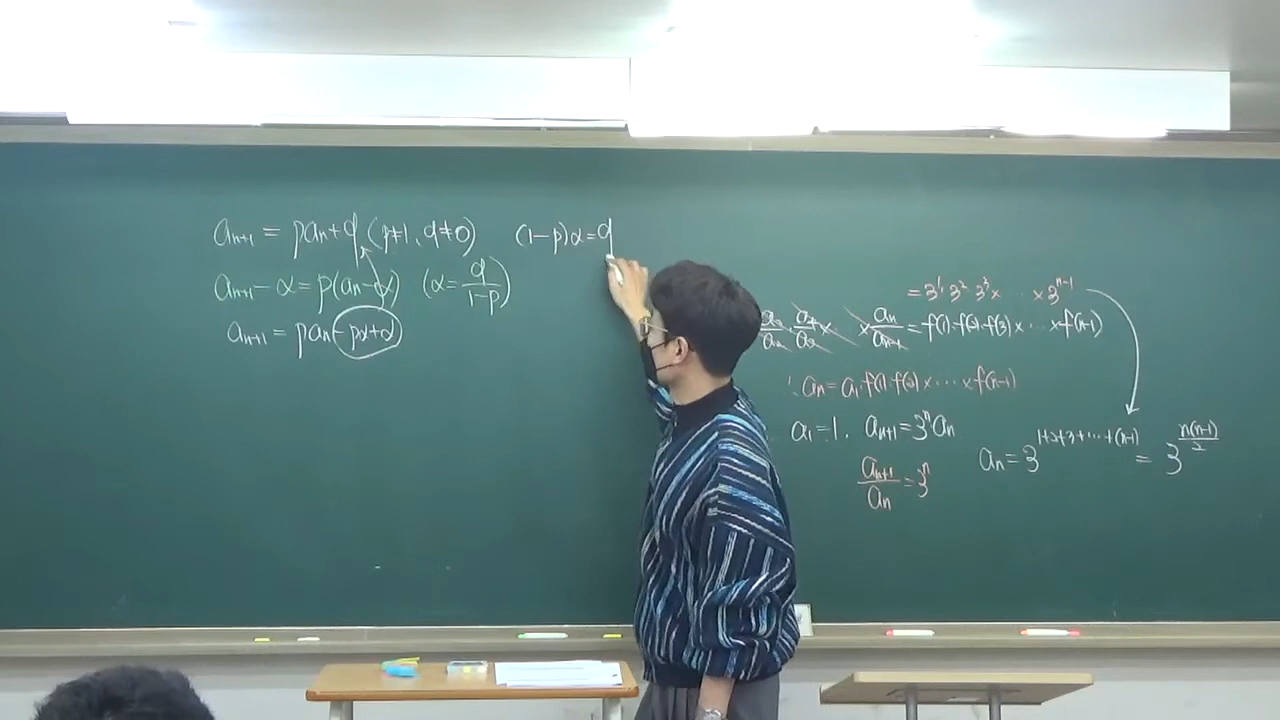 aₙ₊₁ = paₙ+q (p≠1, q≠0)
(1-p)α=q
aₙ₊₁-α=p(aₙ-α) (α=q/(1-p))
aₙ₊₁ = paₙ-pα+α
=3¹·3²·3³× ⋯ ×3ⁿ⁻¹
×aₙ/aₙ₋₁=f(1)·f(2)·f(3)× ⋯ ×f(n-1)
∴aₙ=a₁·f(1)·f(2)× ⋯ ×f(n-1)
a₁=1, aₙ₊₁=3ⁿaₙ
aₙ₊₁/aₙ=3ⁿ
aₙ=3^(1+2+3+⋯+(n-1)) = 3^(n(n-1)/2)